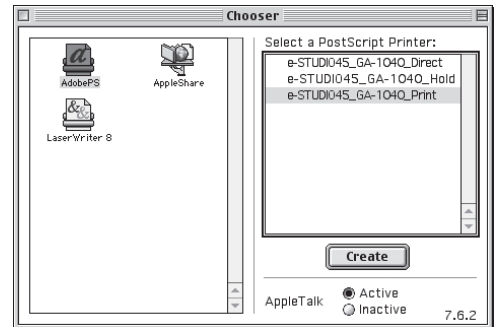 Chooser
AdobePS
AppleShare
LaserWriter 8
Select a PostScript Printer:
e-STUDIO45_GA-1040_Direct
e-STUDIO45_GA-1040_Hold
e-STUDIO45_GA-1040_Print
Create
AppleTalk
Active
Inactive
7.6.2